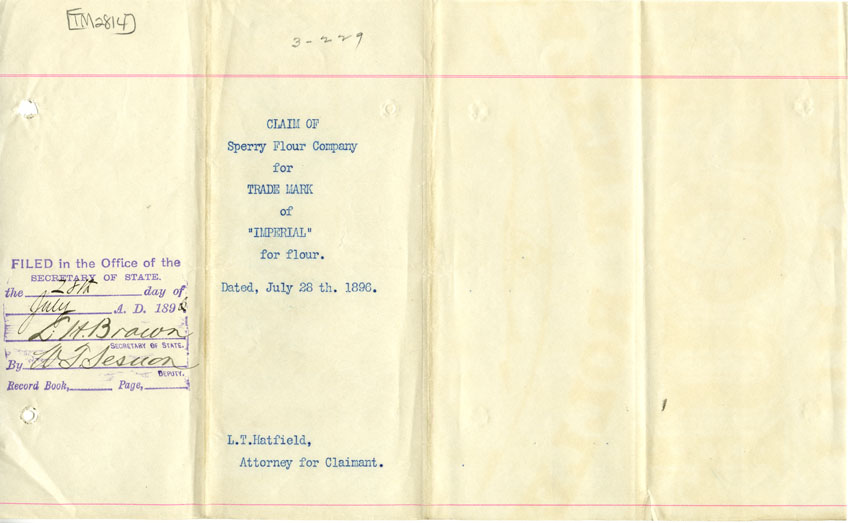 TM2814
3-229
CLAIM OF
Sperry Flour Company
for
TRADE MARK
of
"IMPERIAL"
for flour.
Dated, July 28 th. 1896.
L.T.Hatfield,
Attorney for Claimant.
FILED in the Office of the
SECRETARY OF STATE.
the 28th day of
July A. D. 1896
L. H. Brown
SECRETARY OF STATE.
By W T Sesnon
DEPUTY.
Record Book, Page,